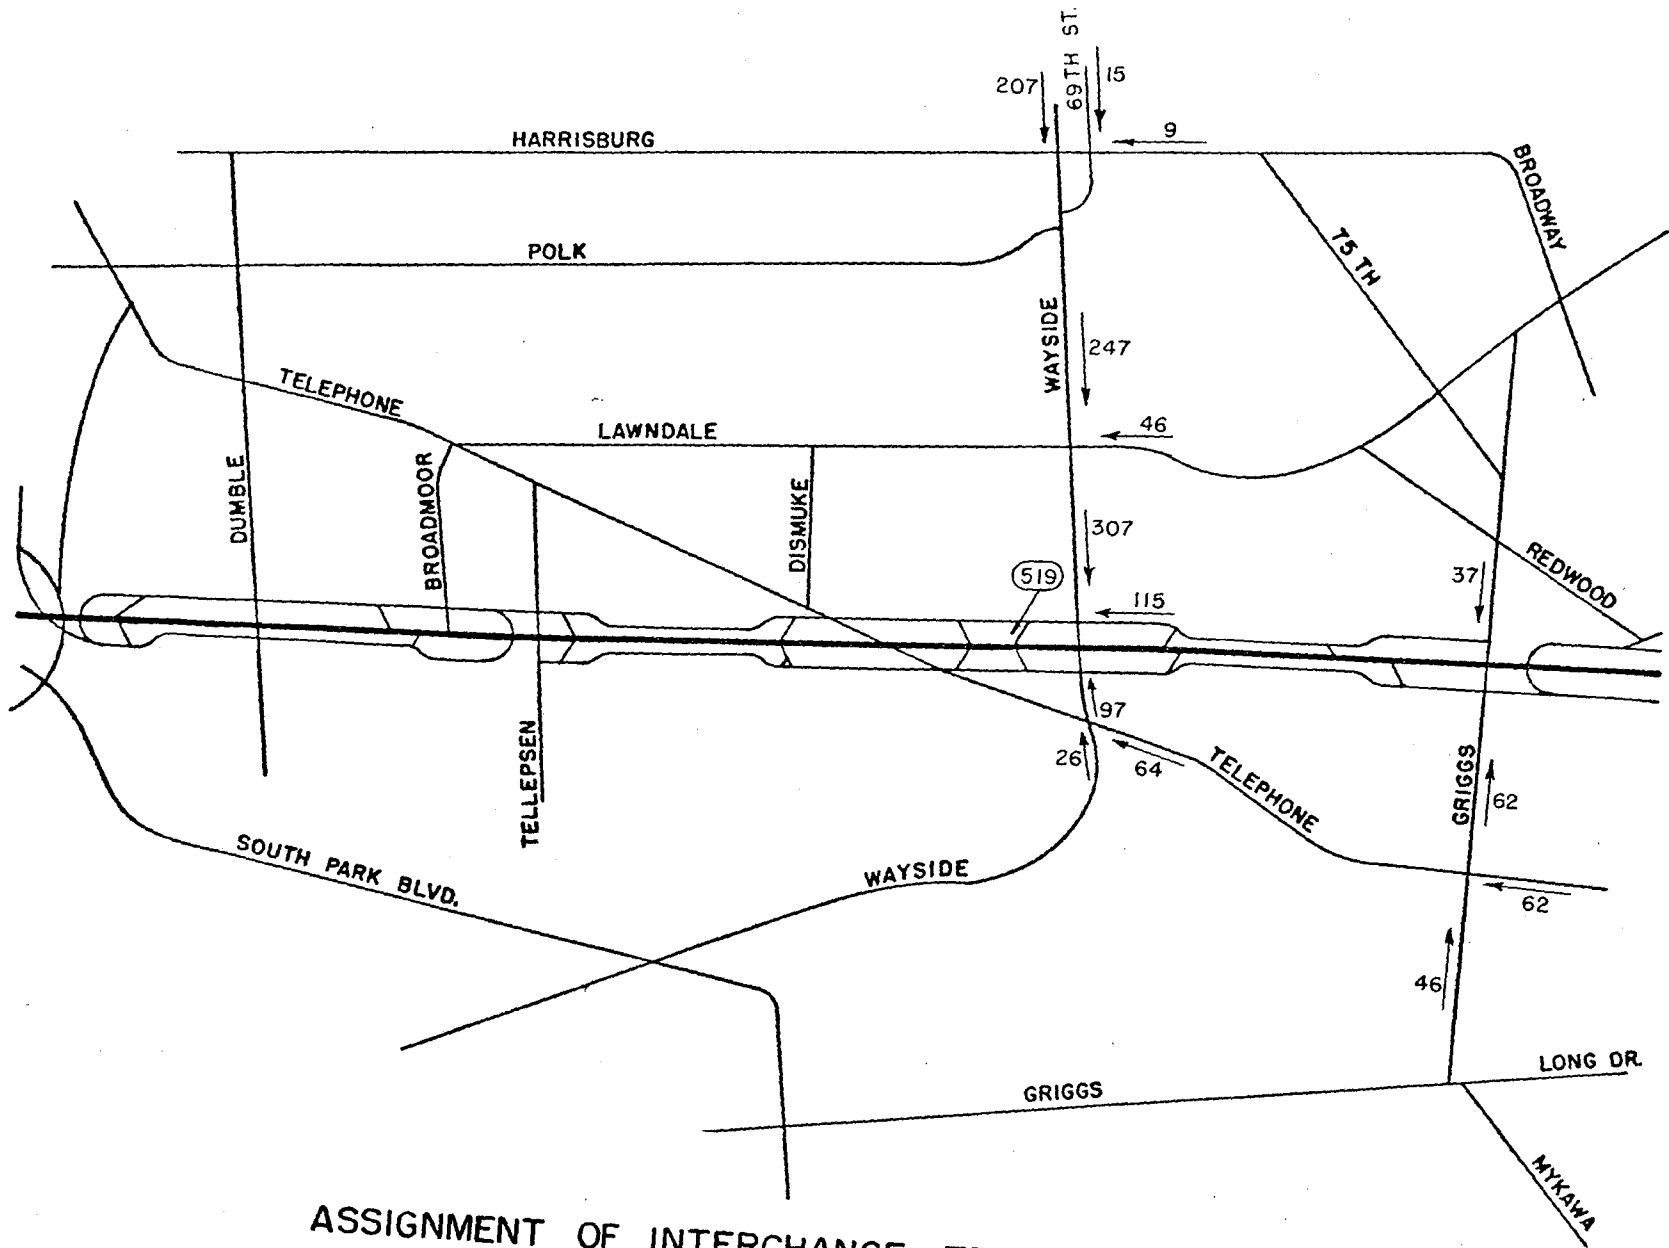 69TH ST.
207
15
9
HARRISBURG
BROADWAY
POLK
75 TH
WAYSIDE
247
TELEPHONE
LAWNDALE
46
DUMBLE
BROADMOOR
DISMUKE
307
REDWOOD
519
37
115
97
TELLEPSEN
26
64
TELEPHONE
GRIGGS
62
SOUTH PARK BLVD.
WAYSIDE
62
46
LONG DR.
GRIGGS
MYKAWA
ASSIGNMENT OF INTERCHANGE